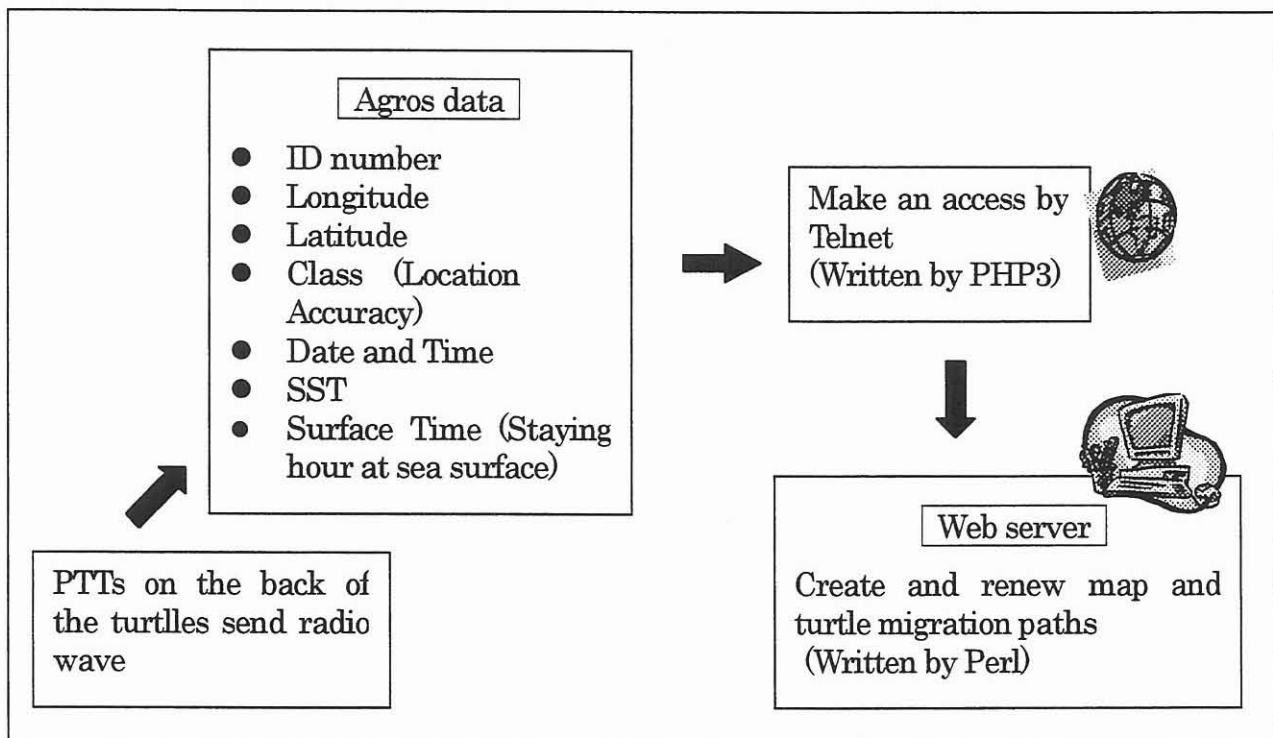 Agros data
● ID number
● Longitude
● Latitude
● Class (Location
Accuracy)
● Date and Time
● SST
● Surface Time (Staying
hour at sea surface)
Make an access by
Telnet
(Written by PHP3)
PTTs on the back of
the turtlles send radio
wave
Web server
Create and renew map and
turtle migration paths
(Written by Perl)